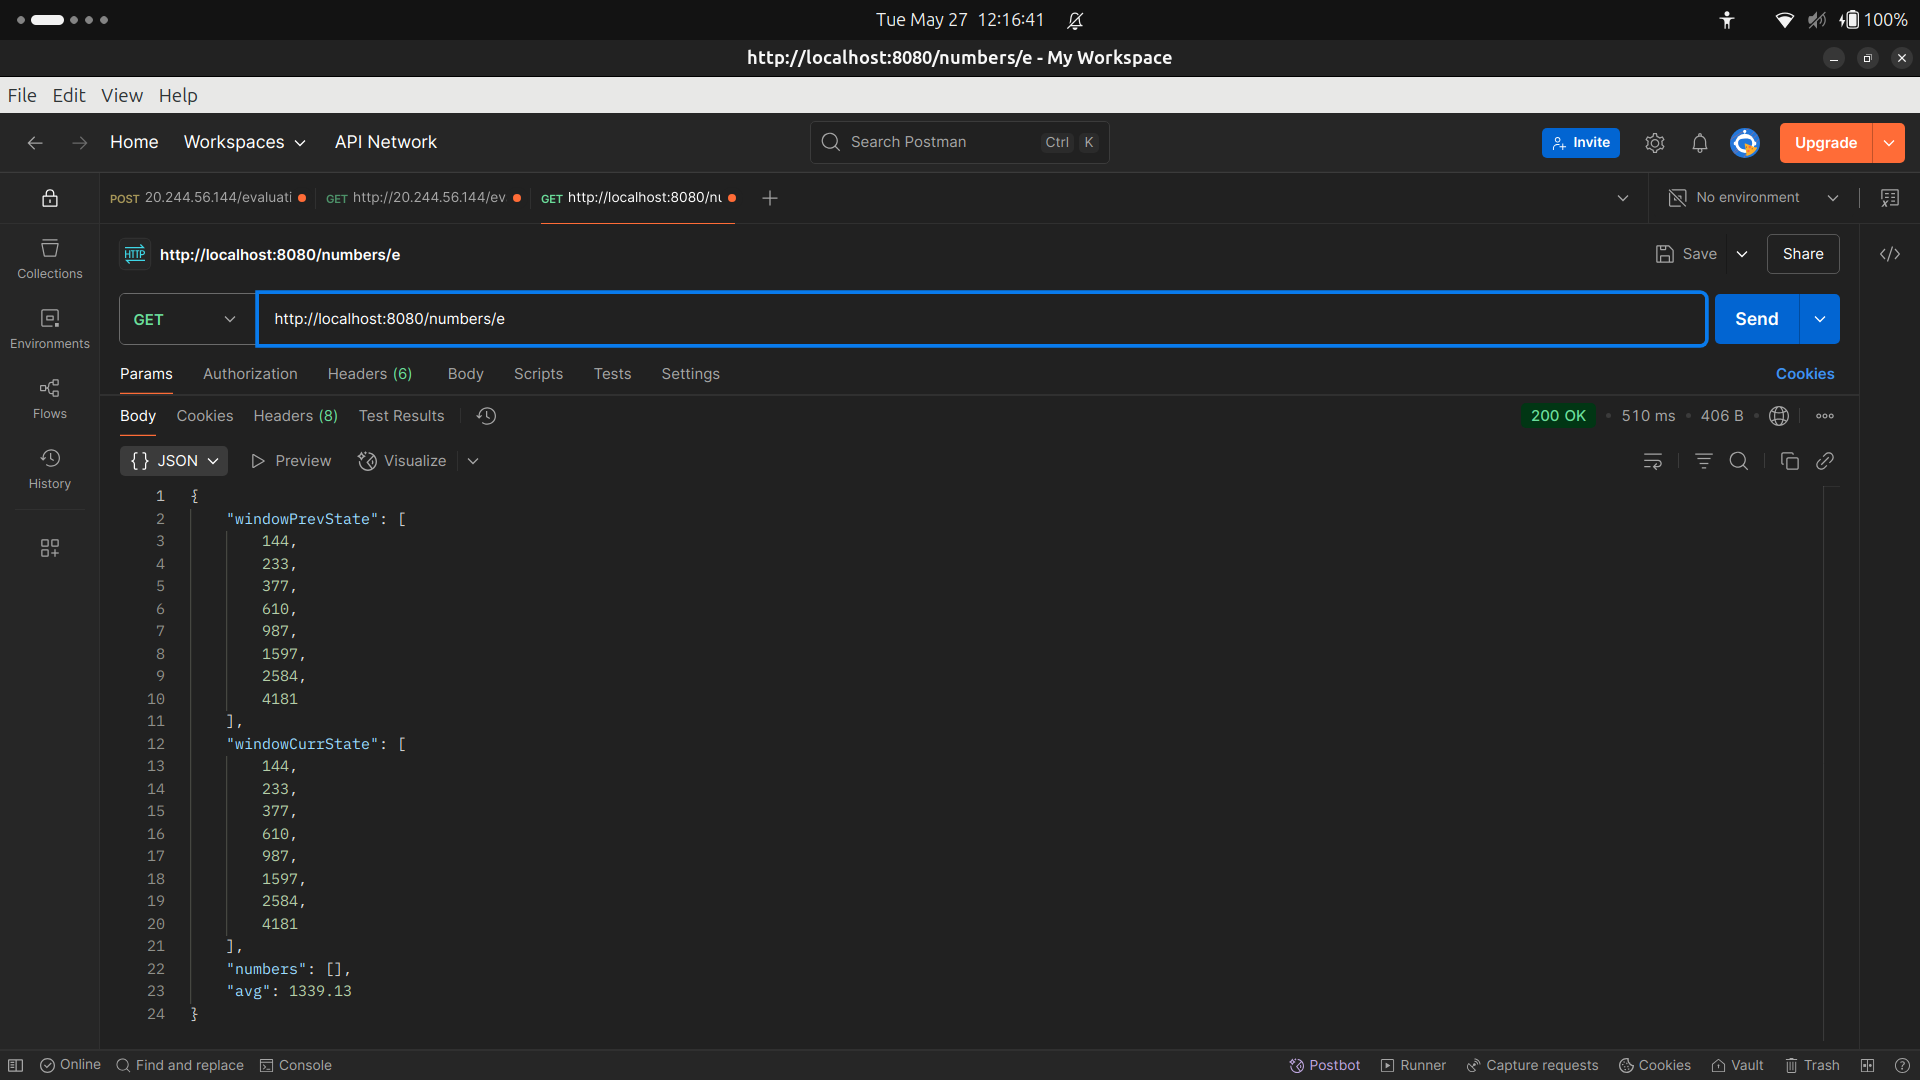 Tue May 27 12:16:41
100%
http://localhost:8080/numbers/e - My Workspace
File Edit View Help
Home Workspaces API Network Search Postman Ctrl K Invite Upgrade
POST 20.244.56.144/evaluati GET http://20.244.56.144/ev GET http://localhost:8080/nu No environment
HTTP http://localhost:8080/numbers/e Save Share
Collections
Environments
Flows
History
GET http://localhost:8080/numbers/e Send
Params Authorization Headers (6) Body Scripts Tests Settings Cookies
Body Cookies Headers (8) Test Results 200 OK 510 ms 406 B
{} JSON Preview Visualize
1 {
2 "windowPrevState": [
3 144,
4 233,
5 377,
6 610,
7 987,
8 1597,
9 2584,
10 4181
11 ],
12 "windowCurrState": [
13 144,
14 233,
15 377,
16 610,
17 987,
18 1597,
19 2584,
20 4181
21 ],
22 "numbers": [],
23 "avg": 1339.13
24 }
Online Find and replace Console Postbot Runner Capture requests Cookies Vault Trash